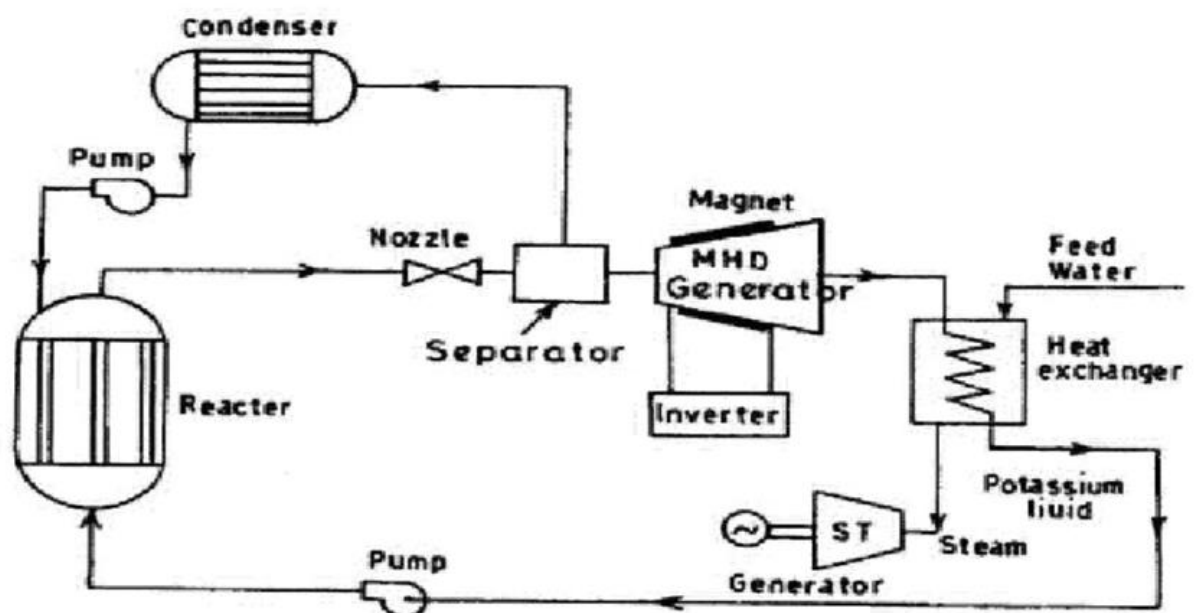 Condenser
Pump
Magnet
Nozzle
MHD
Generator
Feed
Water
Separator
Heat
exchanger
Reacter
Inverter
Potassium
liuid
ST
Steam
Generator
Pump